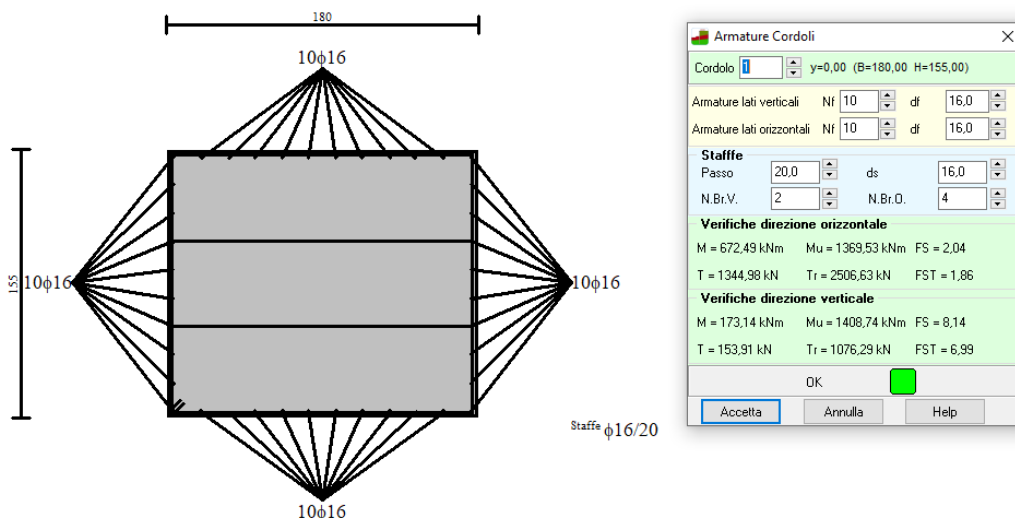 180
10ϕ16
155
10ϕ16
10ϕ16
10ϕ16
Staffe ϕ16/20
Armature Cordoli
Cordolo 1 y=0,00 (B=180,00 H=155,00)
Armature lati verticali Nf 10 df 16,0
Armature lati orizzontali Nf 10 df 16,0
Stafffe
Passo 20,0 ds 16,0
N.Br.V. 2 N.Br.O. 4
Verifiche direzione orizzontale
M = 672,49 kNm Mu = 1369,53 kNm FS = 2,04
T = 1344,98 kN Tr = 2506,63 kN FST = 1,86
Verifiche direzione verticale
M = 173,14 kNm Mu = 1408,74 kNm FS = 8,14
T = 153,91 kN Tr = 1076,29 kN FST = 6,99
OK
Accetta Annulla Help